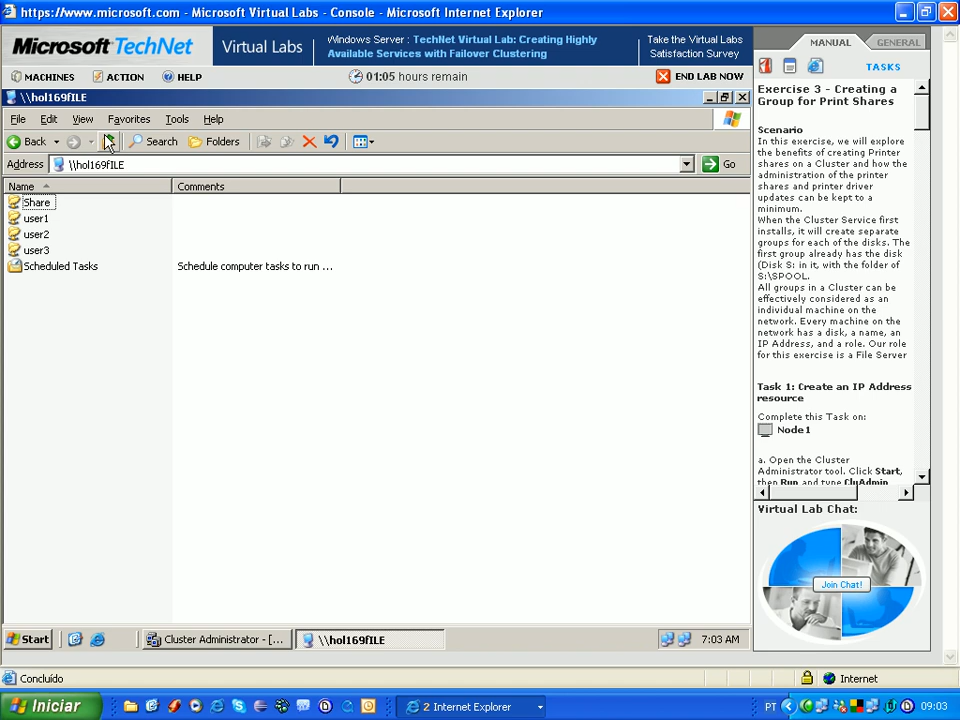 https://www.microsoft.com - Microsoft Virtual Labs - Console - Microsoft Internet Explorer
Microsoft TechNet
Virtual Labs
Windows Server : TechNet Virtual Lab: Creating Highly
Available Services with Failover Clustering
Take the Virtual Labs
Satisfaction Survey
MACHINES ACTION HELP
01:05 hours remain
END LAB NOW
\\hol169fILE
File Edit View Favorites Tools Help
Back Search Folders
Address \\hol169fILE Go
Name Comments
Share
user1
user2
user3
Scheduled Tasks Schedule computer tasks to run ...
Start Cluster Administrator - [... \\hol169fILE 7:03 AM
MANUAL GENERAL
TASKS
Exercise 3 - Creating a
Group for Print Shares
Scenario
In this exercise, we will explore
the benefits of creating Printer
shares on a Cluster and how the
administration of the printer
shares and printer driver
updates can be kept to a
minimum.
When the Cluster Service first
installs, it will create separate
groups for each of the disks. The
first group already has the disk
(Disk S: in it, with the folder of
S:\SPOOL.
All groups in a Cluster can be
effectively considered as an
individual machine on the
network. Every machine on the
network has a disk, a name, an
IP Address, and a role. Our role
for this exercise is a File Server
Task 1: Create an IP Address
resource
Complete this Task on:
Node1
a. Open the Cluster
Administrator tool. Click Start,
then Run and type CluAdmin
Virtual Lab Chat:
Join Chat!
Concluído Internet
Iniciar 2 Internet Explorer PT 09:03